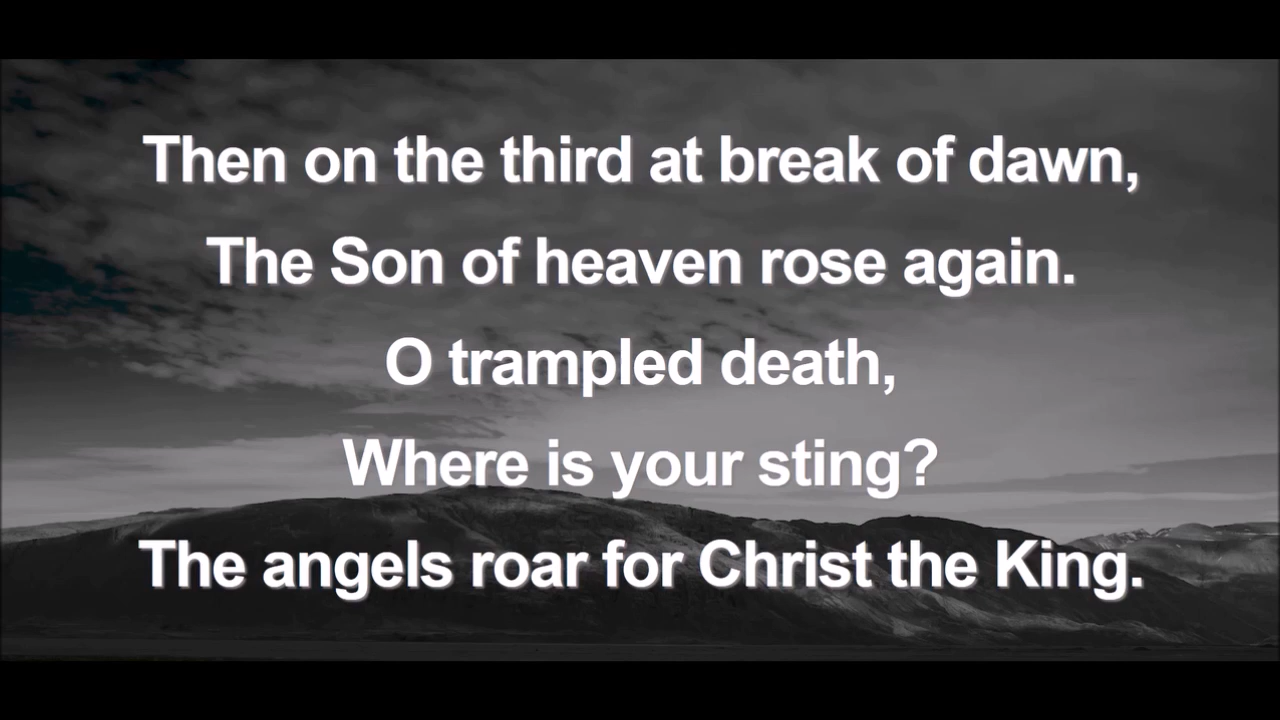 Then on the third at break of dawn,
The Son of heaven rose again.
O trampled death,
Where is your sting?
The angels roar for Christ the King.